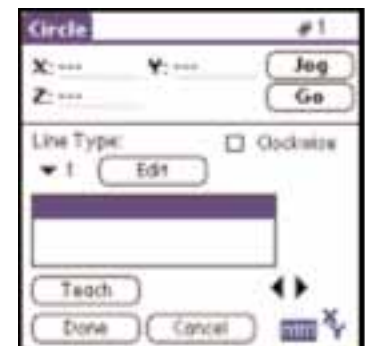 Circle #1
X: --- Y: --- Jog
Z: --- Go
Line Type: Clockwise
1 Edit
Teach
Done Cancel mm X Y